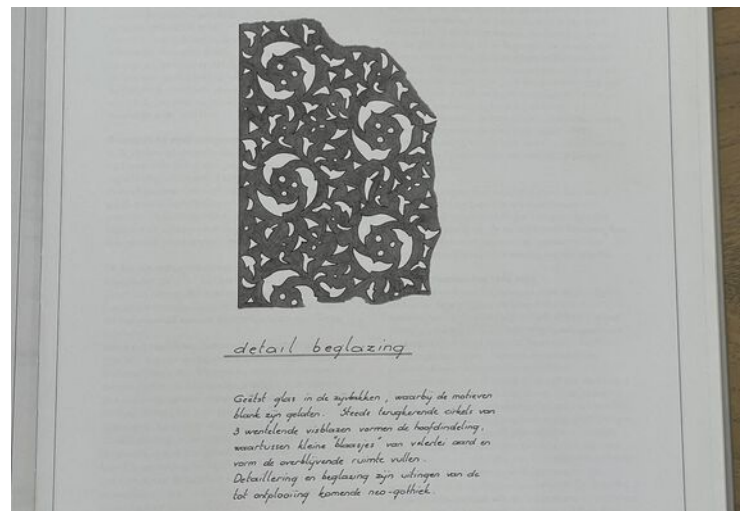 detail beglazing
Geëtst glas in de zijvakken, waarbij de motieven
blank zijn gelaten. Steeds terugkerende cirkels van
3 wentelende visblazen vormen de hoofdindeling,
waartussen kleine "blaasjes" van velerlei aard en
vorm de overblijvende ruimte vullen.
Detaillering en beglazing zijn uitingen van de
tot ontplooiing komende neo-gothiek.